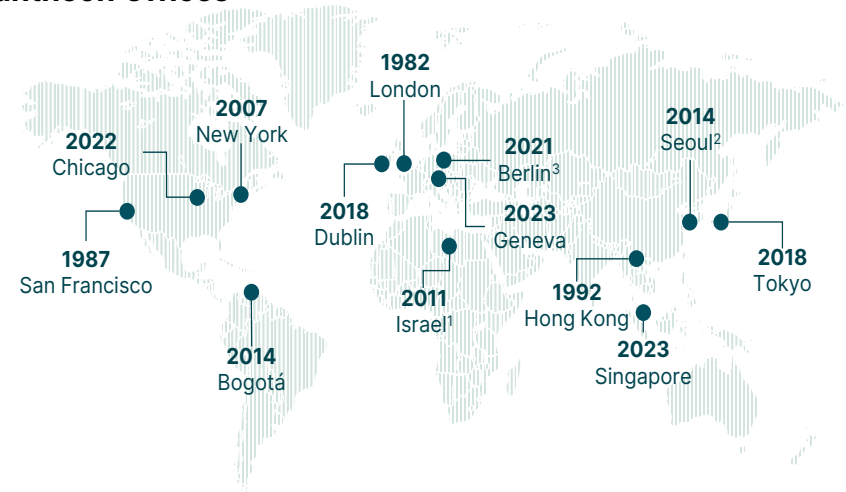 Offices
1982
London
2007
New York
2022
Chicago
2014
Seoul²
2021
Berlin³
2018
Dublin
2023
Geneva
1987
San Francisco
2018
Tokyo
2011
Israel¹
1992
Hong Kong
2014
Bogotá
2023
Singapore